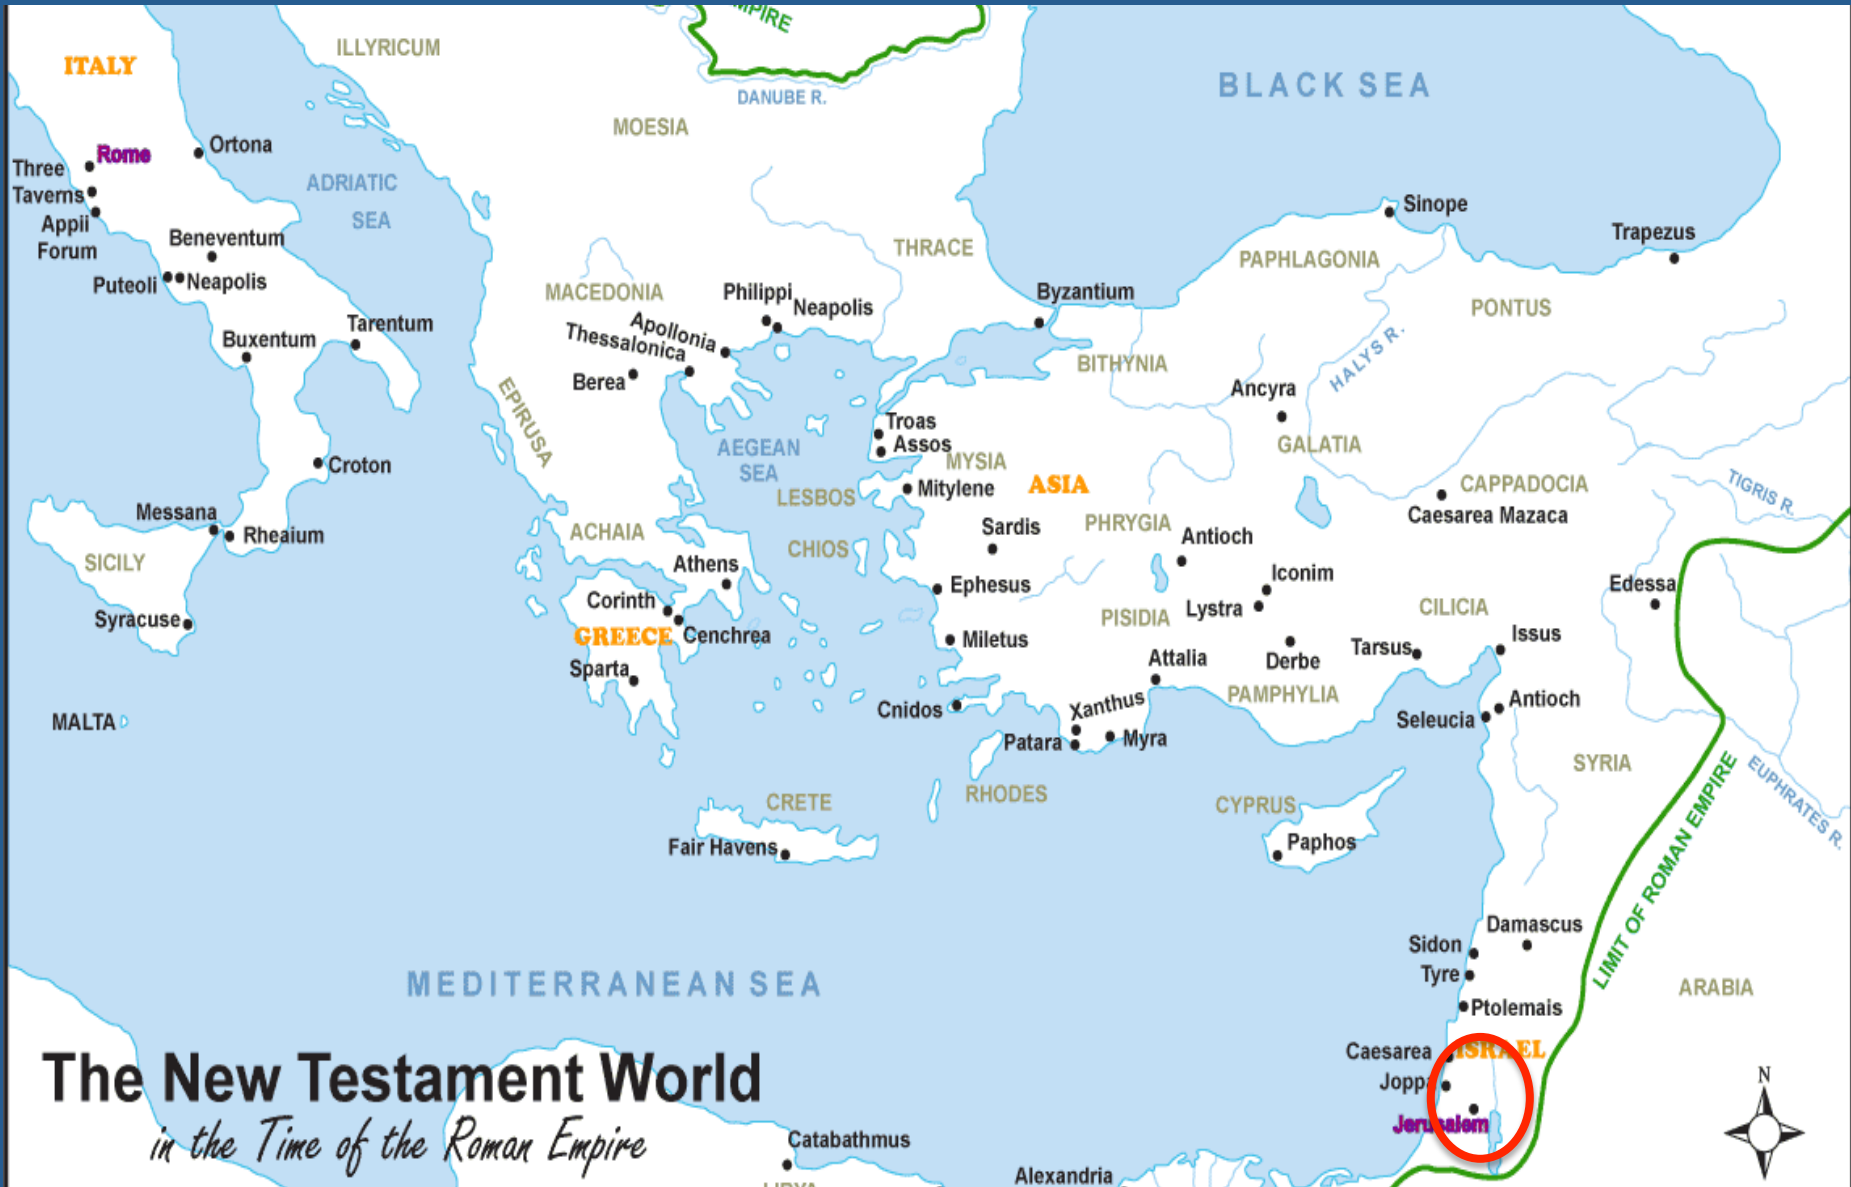 EMPIRE
ITALY
ILLYRICUM
BLACK SEA
DANUBE R.
MOESIA
Rome
Ortona
Three
Taverns
Appii
Forum
ADRIATIC
SEA
Beneventum
Puteoli
Neapolis
Buxentum
Tarentum
Croton
Messana
Rheaium
SICILY
Syracuse
MALTA
THRACE
MACEDONIA
Philippi
Neapolis
Apollonia
Thessalonica
Berea
EPIRUSA
Byzantium
Sinope
Trapezus
PAPHLAGONIA
PONTUS
BITHYNIA
HALYS R.
Ancyra
GALATIA
Troas
Assos
MYSIA
ASIA
AEGEAN
SEA
LESBOS
Mitylene
CAPPADOCIA
Caesarea Mazaca
TIGRIS R.
ACHAIA
CHIOS
Sardis
PHRYGIA
Antioch
Athens
Ephesus
Iconim
Lystra
PISIDIA
CILICIA
Edessa
Corinth
GREECE
Cenchrea
Sparta
Miletus
Derbe
Tarsus
Issus
Attalia
PAMPHYLIA
Antioch
Seleucia
Cnidos
Xanthus
Patara
Myra
SYRIA
EUPHRATES R.
RHODES
CRETE
Fair Havens
CYPRUS
Paphos
LIMIT OF ROMAN EMPIRE
Damascus
Sidon
Tyre
Ptolemais
ARABIA
MEDITERRANEAN SEA
Caesarea
ISRAEL
Joppa
Jerusalem
The New Testament World
in the Time of the Roman Empire
N
Catabathmus
Alexandria
LIBYA